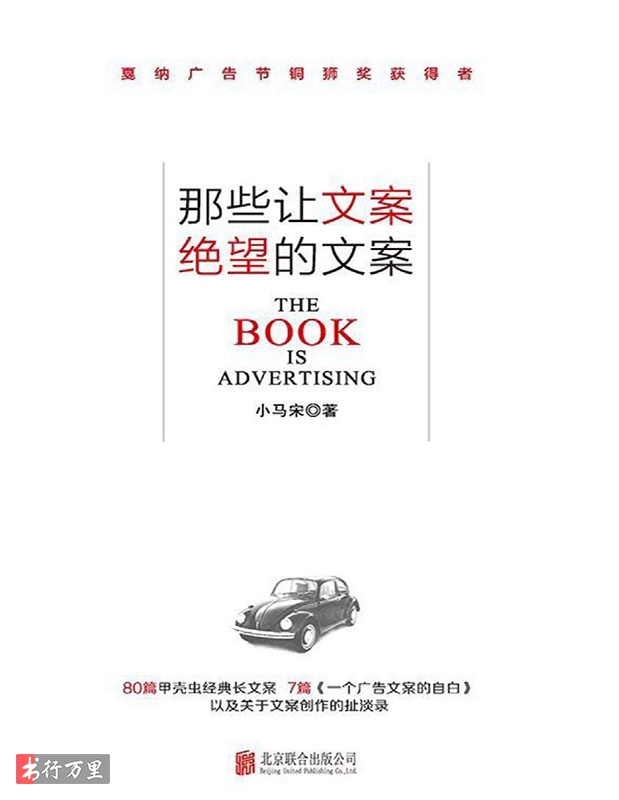 戛纳广告节铜狮奖获得者
那些让文案
绝望的文案
THE
BOOK
IS
ADVERTISING
小马宋◎著
80篇甲壳虫经典长文案 7篇《一个广告文案的自白》
以及关于文案创作的扯淡录
北京联合出版公司
Beijing United Publishing Co.,Ltd.
书行万里